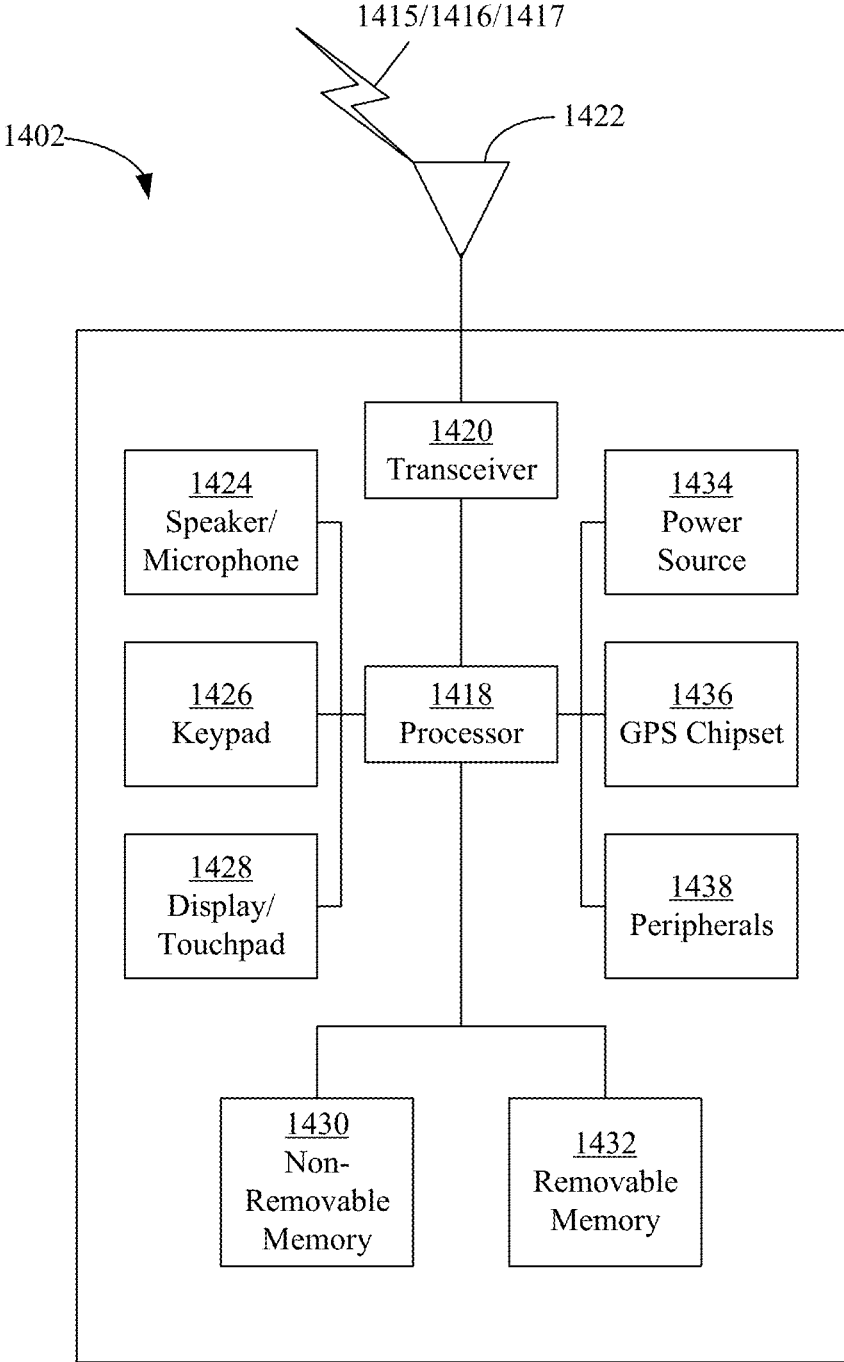 1415/1416/1417
1422
1402
1420
Transceiver
1424
Speaker/
Microphone
1434
Power
Source
1426
Keypad
1418
Processor
1436
GPS Chipset
1428
Display/
Touchpad
1438
Peripherals
1430
Non-
Removable
Memory
1432
Removable
Memory